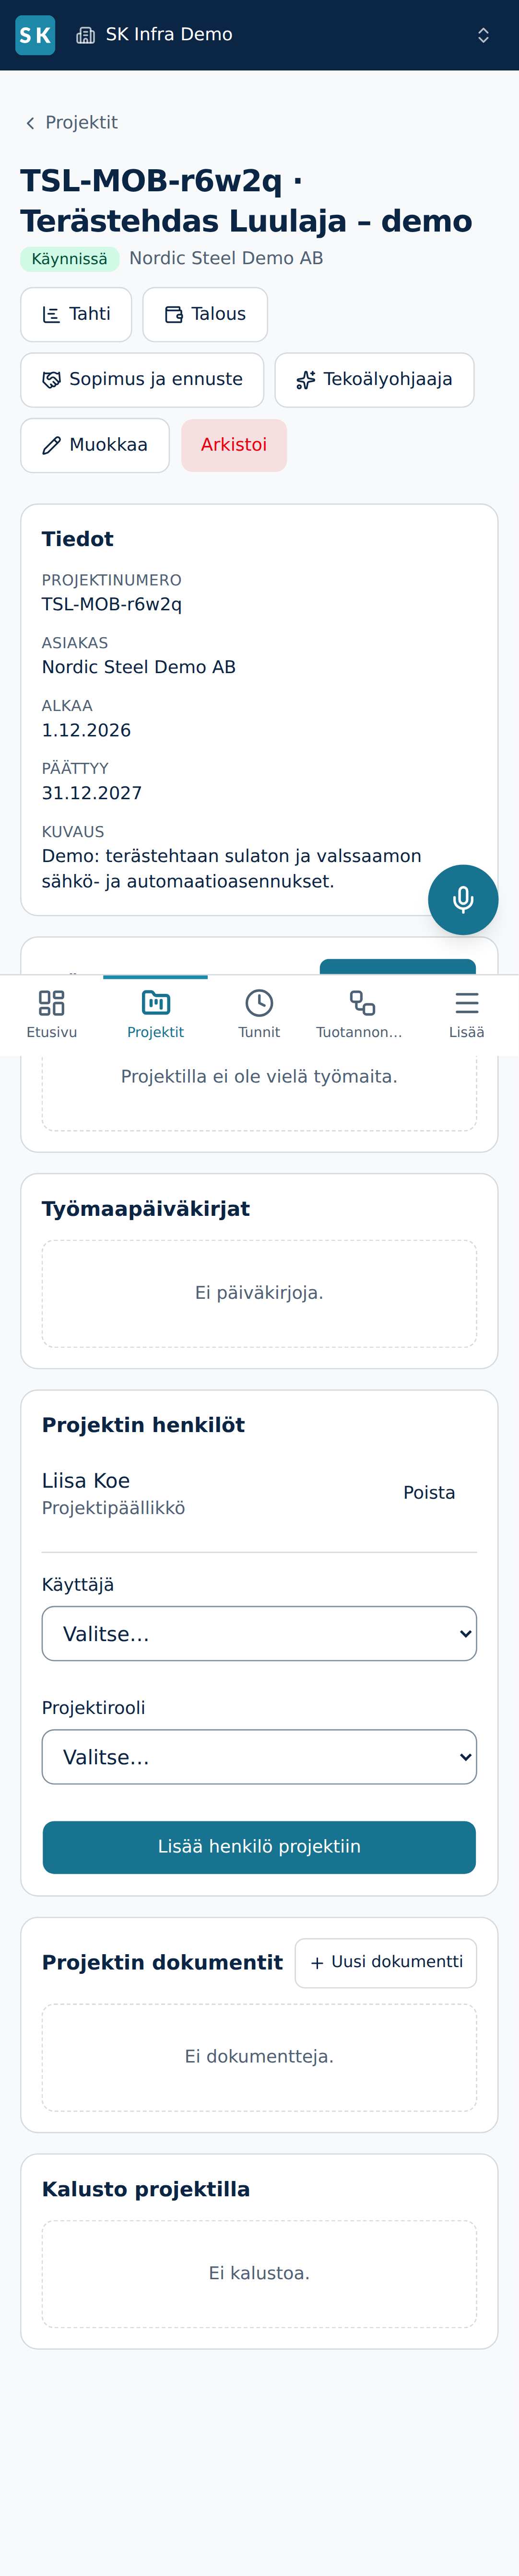 SK
SK Infra Demo
Projektit
TSL-MOB-r6w2q ·
Terästehdas Luulaja – demo
Käynnissä Nordic Steel Demo AB
Tahti Talous
Sopimus ja ennuste Tekoälyohjaaja
Muokkaa Arkistoi
Tiedot
PROJEKTINUMERO
TSL-MOB-r6w2q
ASIAKAS
Nordic Steel Demo AB
ALKAA
1.12.2026
PÄÄTTYY
31.12.2027
KUVAUS
Demo: terästehtaan sulaton ja valssaamon
sähkö- ja automaatioasennukset.
Etusivu Projektit Tunnit Tuotannon... Lisää
Projektilla ei ole vielä työmaita.
Työmaapäiväkirjat
Ei päiväkirjoja.
Projektin henkilöt
Liisa Koe
Projektipäällikkö
Poista
Käyttäjä
Valitse...
Projektirooli
Valitse...
Lisää henkilö projektiin
Projektin dokumentit + Uusi dokumentti
Ei dokumentteja.
Kalusto projektilla
Ei kalustoa.